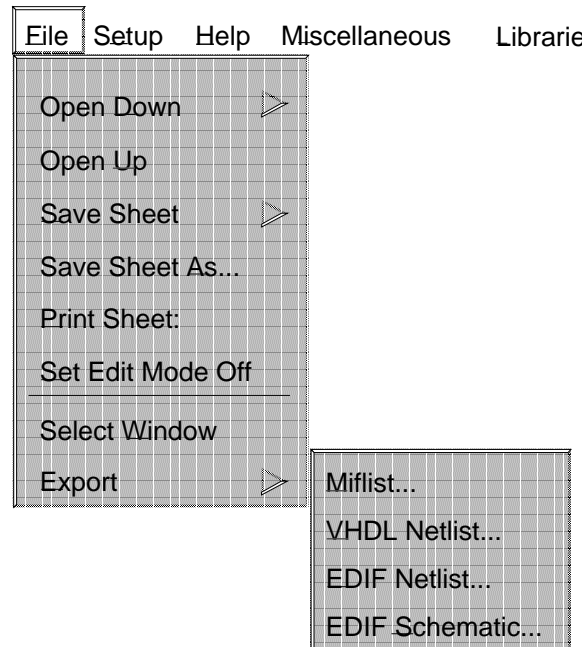 File Setup Help Miscellaneous Librarie
Open Down
Open Up
Save Sheet
Save Sheet As...
Print Sheet:
Set Edit Mode Off
Select Window
Export
Miflist...
VHDL Netlist...
EDIF Netlist...
EDIF Schematic...